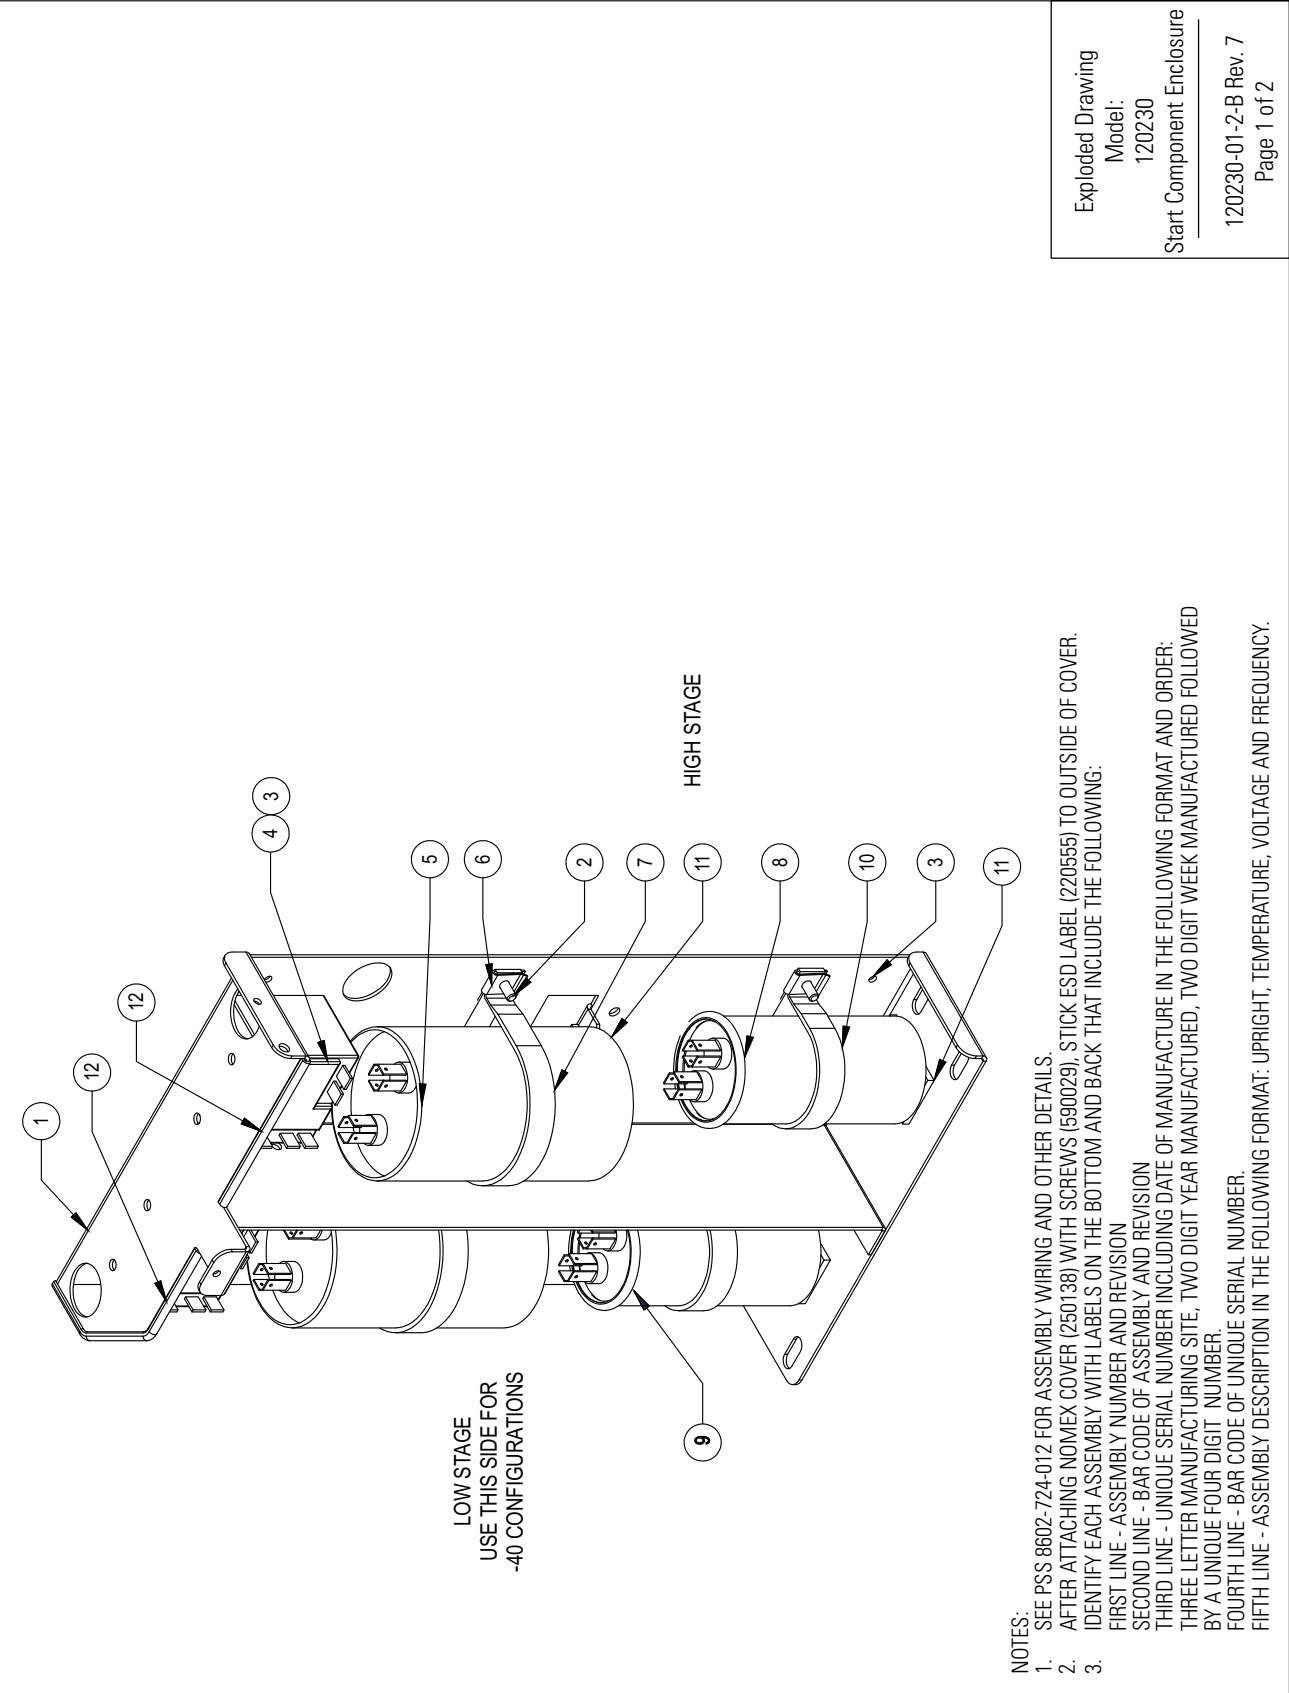 1
12
12
4
3
5
6
2
7
11
8
10
3
11
9
LOW STAGE
USE THIS SIDE FOR
-40 CONFIGURATIONS
HIGH STAGE
NOTES:
1. SEE PSS 8602-724-012 FOR ASSEMBLY WIRING AND OTHER DETAILS.
2. AFTER ATTACHING NOMEX COVER (250138) WITH SCREWS (590029), STICK ESD LABEL (220555) TO OUTSIDE OF COVER.
3. IDENTIFY EACH ASSEMBLY WITH LABELS ON THE BOTTOM AND BACK THAT INCLUDE THE FOLLOWING:
FIRST LINE - ASSEMBLY NUMBER AND REVISION
SECOND LINE - BAR CODE OF ASSEMBLY AND REVISION
THIRD LINE - UNIQUE SERIAL NUMBER INCLUDING DATE OF MANUFACTURE IN THE FOLLOWING FORMAT AND ORDER:
THREE LETTER MANUFACTURING SITE, TWO DIGIT YEAR MANUFACTURED, TWO DIGIT WEEK MANUFACTURED FOLLOWED
BY A UNIQUE FOUR DIGIT NUMBER.
FOURTH LINE - BAR CODE OF UNIQUE SERIAL NUMBER.
FIFTH LINE - ASSEMBLY DESCRIPTION IN THE FOLLOWING FORMAT: UPRIGHT, TEMPERATURE, VOLTAGE AND FREQUENCY.
Exploded Drawing
Model:
120230
Start Component Enclosure
120230-01-2-B Rev. 7
Page 1 of 2